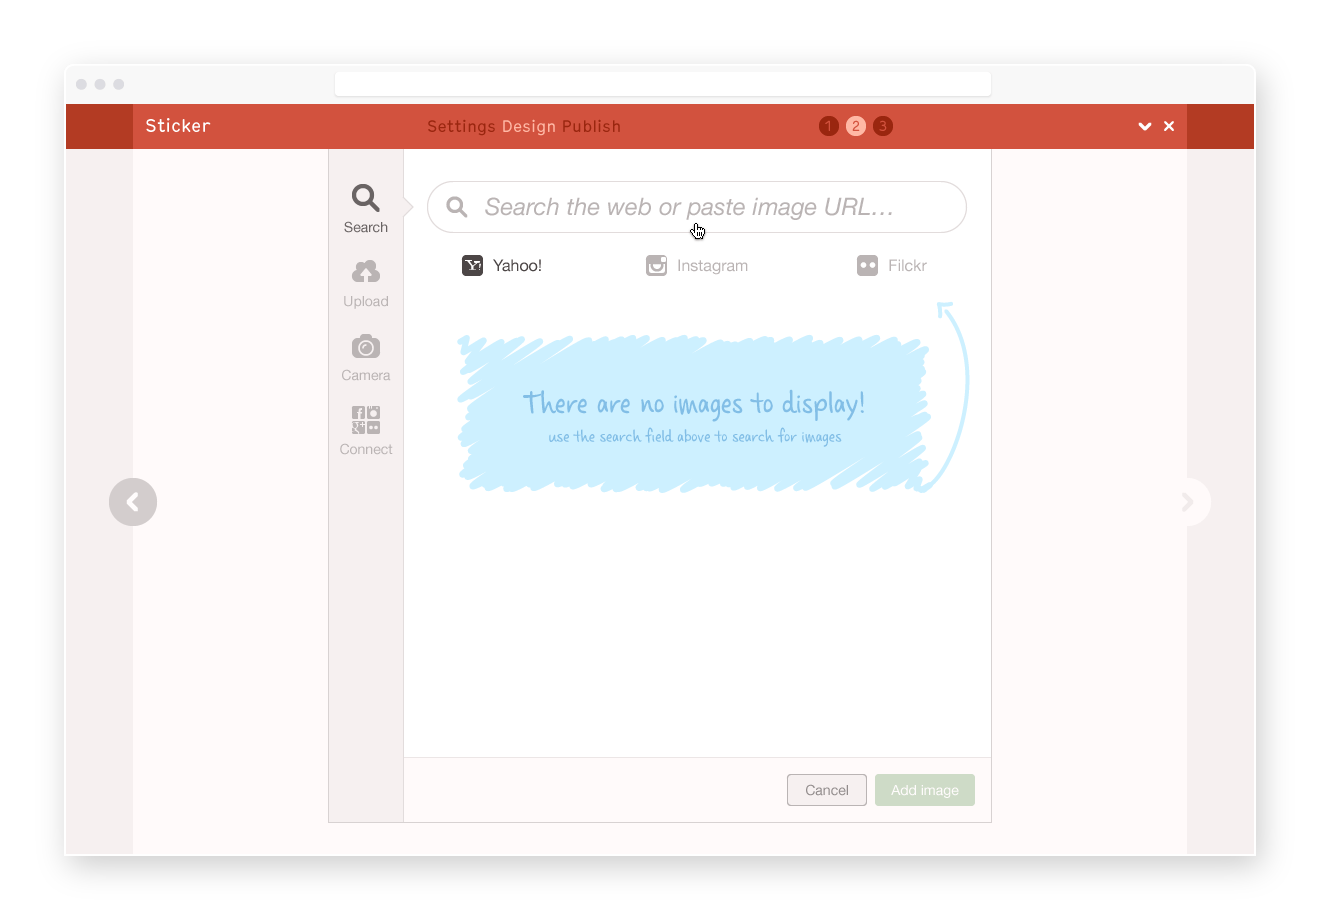 Sticker
Settings Design Publish
1 2 3
Search
Search the web or paste image URL...
Yahoo!
Instagram
Filckr
Upload
Camera
Connect
There are no images to display!
use the search field above to search for images
Cancel
Add image